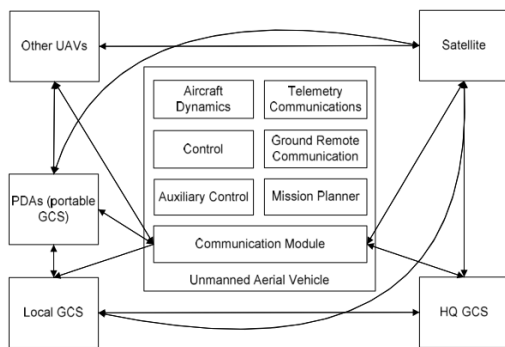 Other UAVs
Satellite
Aircraft
Dynamics
Telemetry
Communications
Control
Ground Remote
Communication
PDAs (portable
GCS)
Auxiliary Control
Mission Planner
Communication Module
Unmanned Aerial Vehicle
Local GCS
HQ GCS